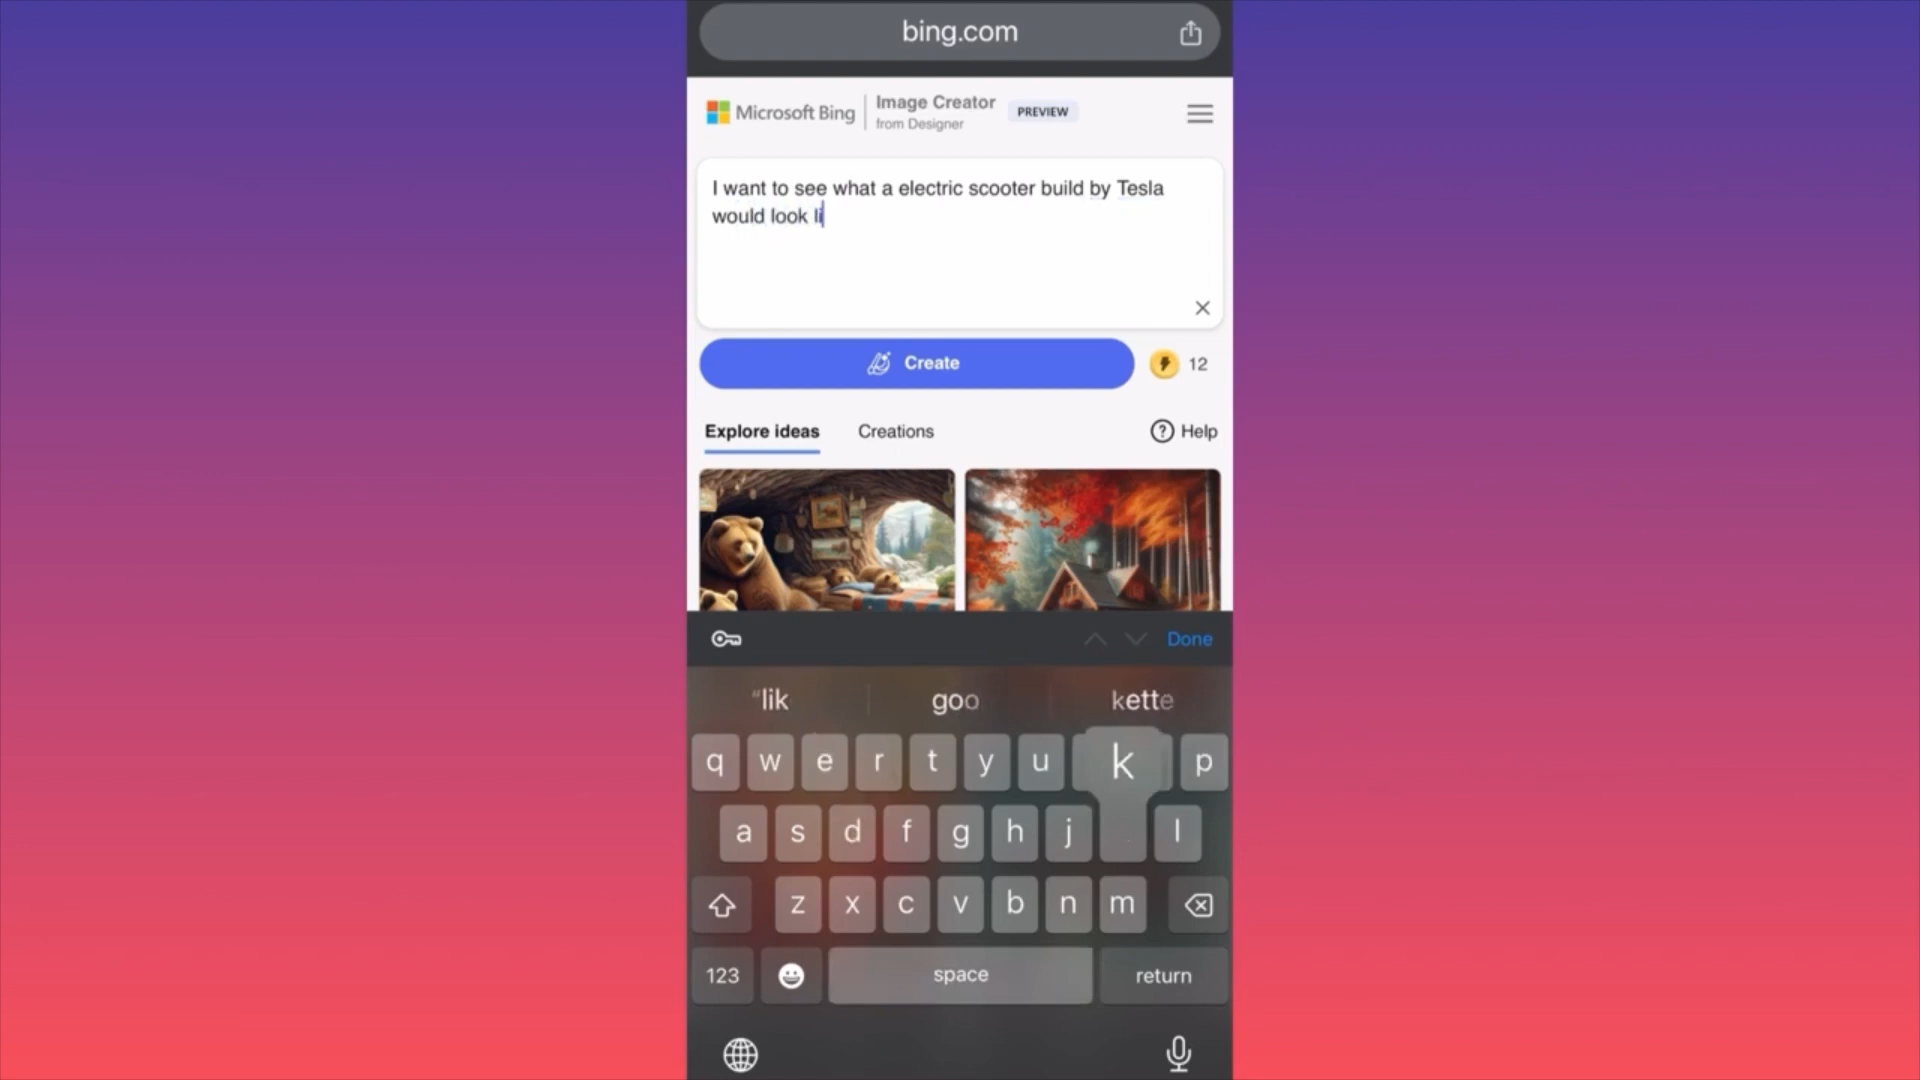 bing.com
Microsoft Bing
Image Creator
from Designer
PREVIEW
I want to see what a electric scooter build by Tesla
would look li
Create
12
Explore ideas
Creations
Help
Done
“lik
goo
kette
q w e r t y u k p
a s d f g h j l
z x c v b n m
123
space
return